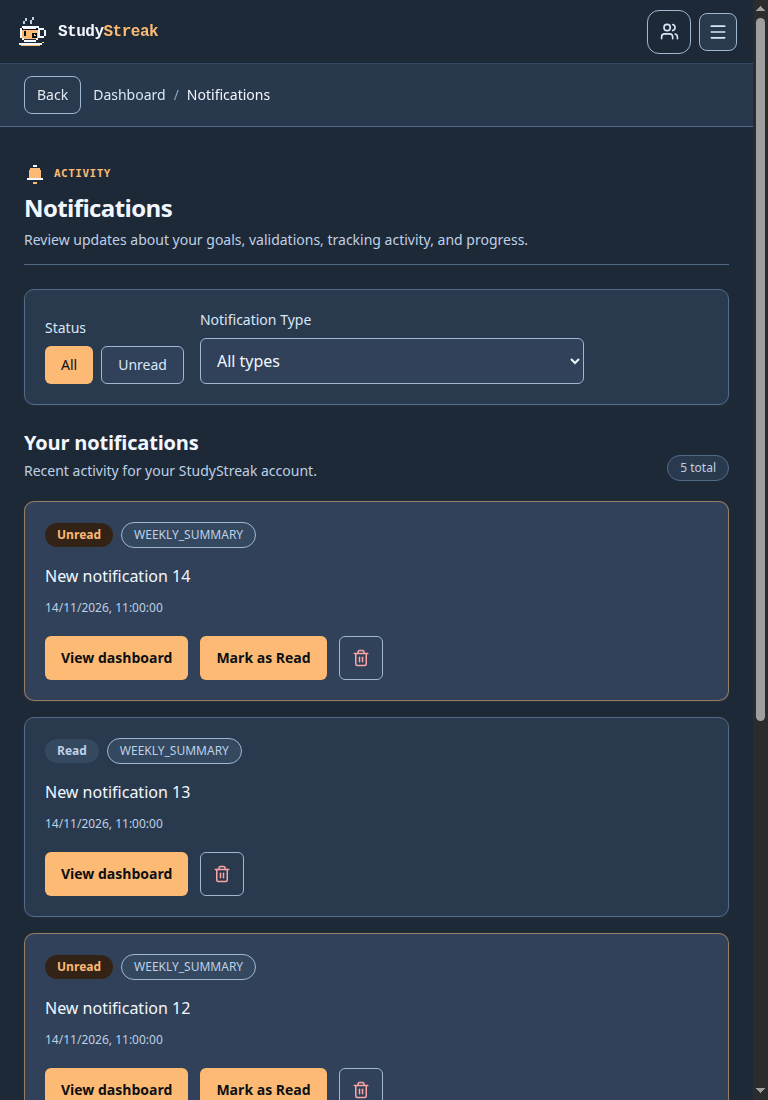 StudyStreak
Back Dashboard / Notifications
ACTIVITY
Notifications
Review updates about your goals, validations, tracking activity, and progress.
Status
Notification Type
All Unread
All types
Your notifications
Recent activity for your StudyStreak account.
5 total
Unread WEEKLY_SUMMARY
New notification 14
14/11/2026, 11:00:00
View dashboard Mark as Read
Read WEEKLY_SUMMARY
New notification 13
14/11/2026, 11:00:00
View dashboard
Unread WEEKLY_SUMMARY
New notification 12
14/11/2026, 11:00:00
View dashboard Mark as Read